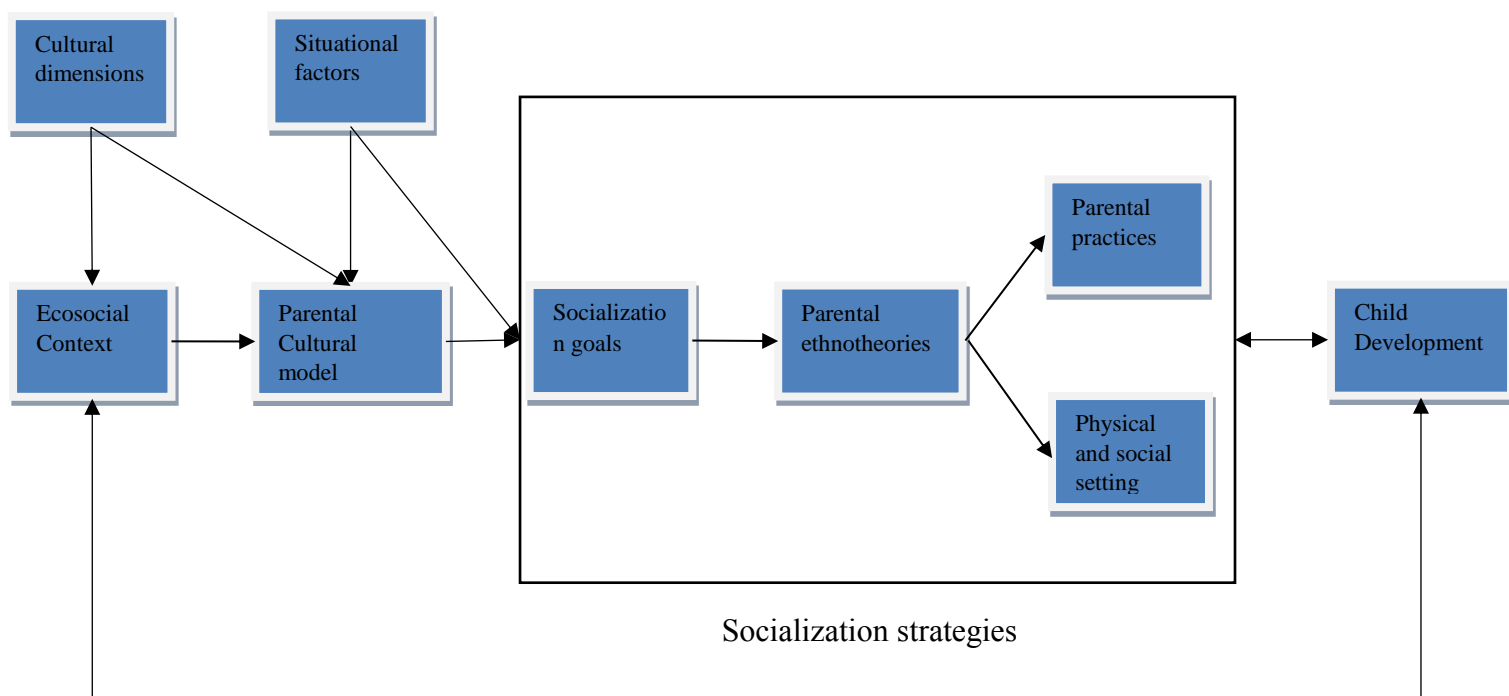 Cultural
dimensions
Situational
factors
Parental
practices
Ecosocial
Context
Parental
Cultural
model
Socializatio
n goals
Parental
ethnotheories
Child
Development
Physical
and social
setting
Socialization strategies